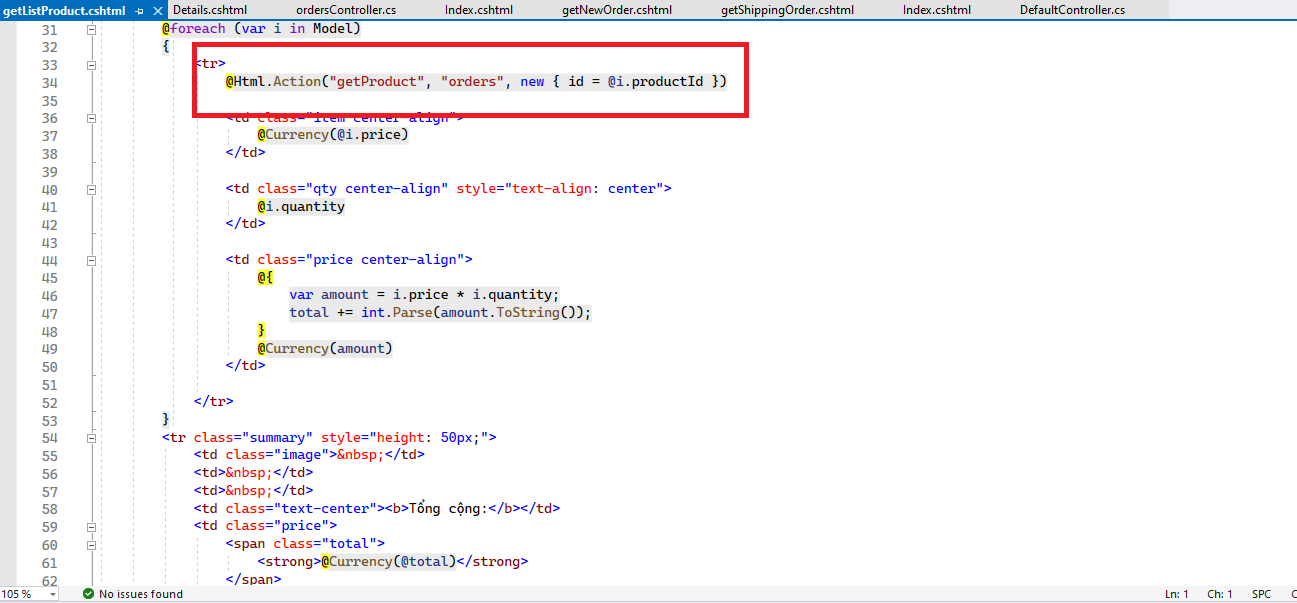 getListProduct.cshtml Details.cshtml ordersController.cs Index.cshtml getNewOrder.cshtml getShippingOrder.cshtml Index.cshtml DefaultController.cs
31 @foreach (var i in Model)
32 {
33 <tr>
34 @Html.Action("getProduct", "orders", new { id = @i.productId })
35
36 <td class="item center-align">
37 @Currency(@i.price)
38 </td>
39
40 <td class="qty center-align" style="text-align: center">
41 @i.quantity
42 </td>
43
44 <td class="price center-align">
45 @{
46 var amount = i.price * i.quantity;
47 total += int.Parse(amount.ToString());
48 }
49 @Currency(amount)
50 </td>
51
52 </tr>
53 }
54 <tr class="summary" style="height: 50px;">
55 <td class="image">&nbsp;</td>
56 <td>&nbsp;</td>
57 <td>&nbsp;</td>
58 <td class="text-center"><b>Tổng cộng:</b></td>
59 <td class="price">
60 <span class="total">
61 <strong>@Currency(@total)</strong>
62 </span>
105 % No issues found Ln: 1 Ch: 1 SPC